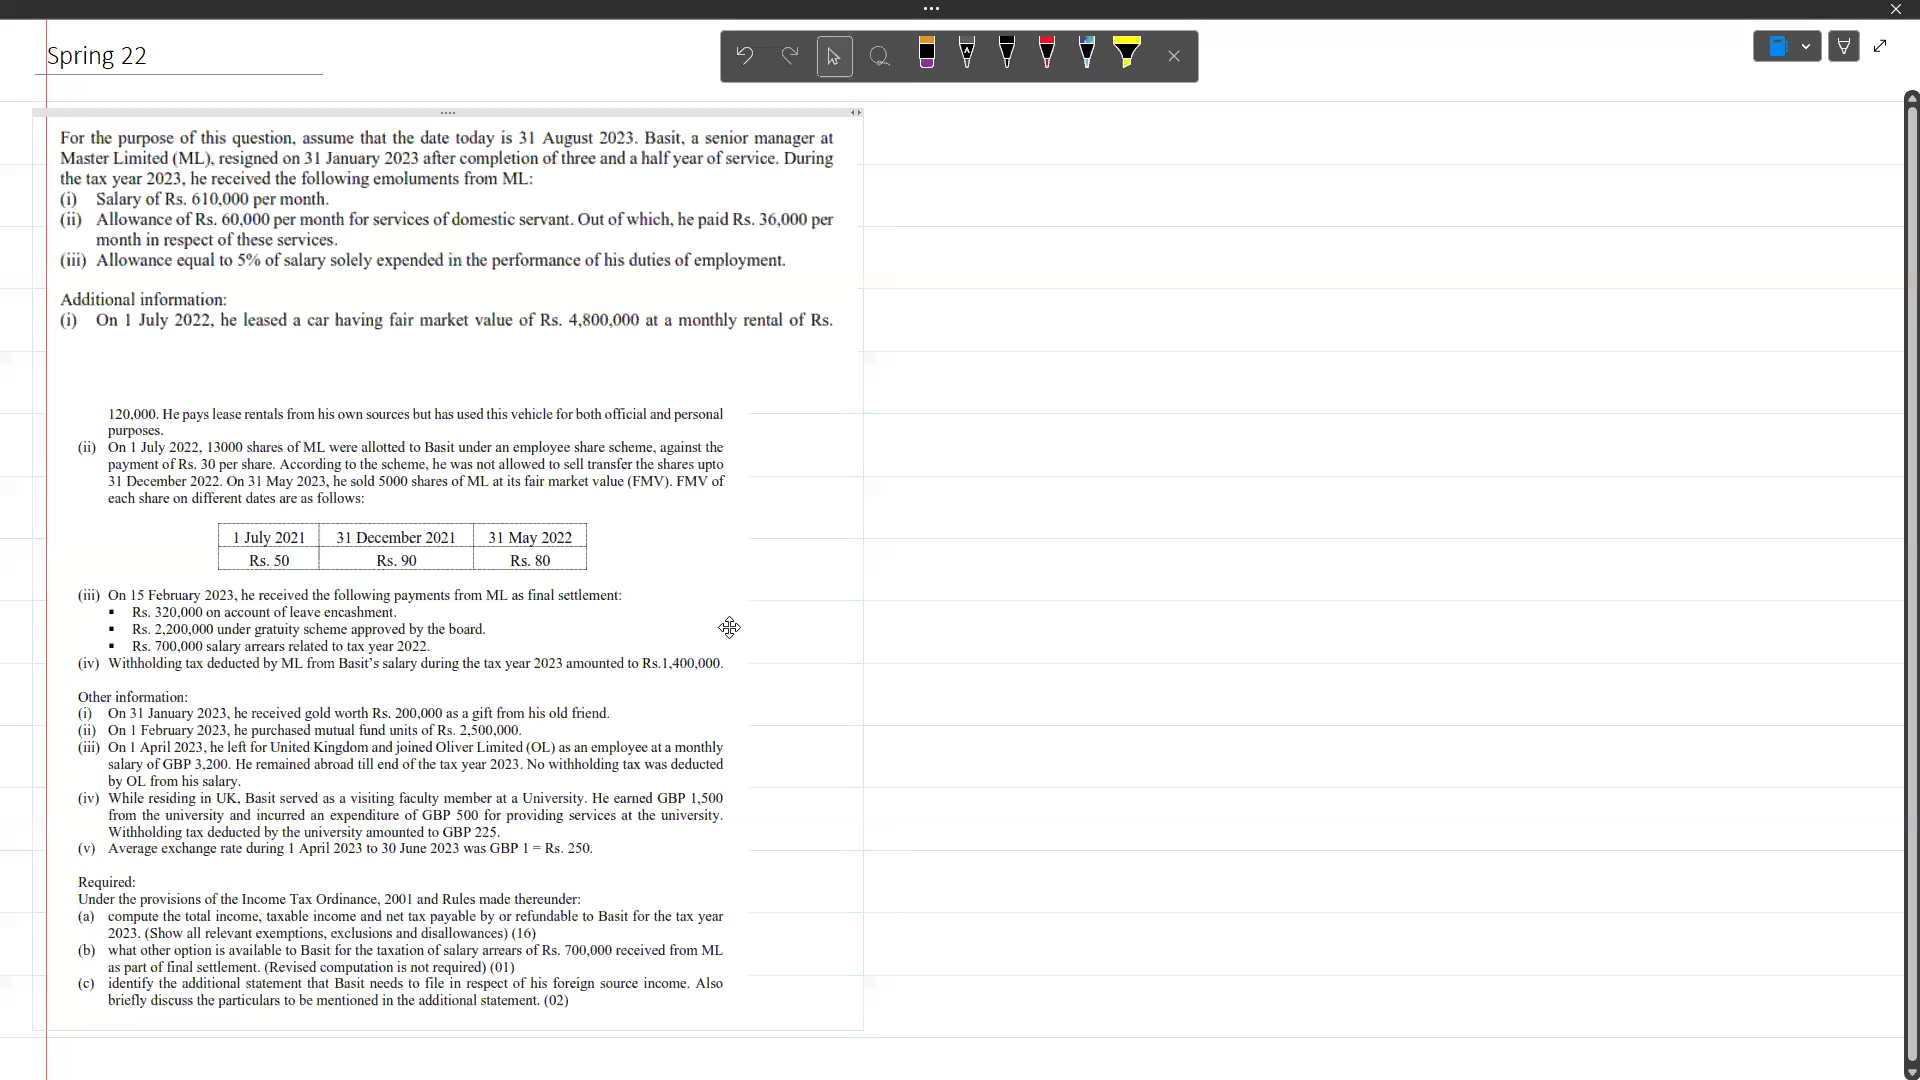 Spring 22
For the purpose of this question, assume that the date today is 31 August 2023. Basit, a senior manager at
Master Limited (ML), resigned on 31 January 2023 after completion of three and a half year of service. During
the tax year 2023, he received the following emoluments from ML:
(i) Salary of Rs. 610,000 per month.
(ii) Allowance of Rs. 60,000 per month for services of domestic servant. Out of which, he paid Rs. 36,000 per
month in respect of these services.
(iii) Allowance equal to 5% of salary solely expended in the performance of his duties of employment.
Additional information:
(i) On 1 July 2022, he leased a car having fair market value of Rs. 4,800,000 at a monthly rental of Rs.
120,000. He pays lease rentals from his own sources but has used this vehicle for both official and personal
purposes.
(ii) On 1 July 2022, 13000 shares of ML were allotted to Basit under an employee share scheme, against the
payment of Rs. 30 per share. According to the scheme, he was not allowed to sell transfer the shares upto
31 December 2022. On 31 May 2023, he sold 5000 shares of ML at its fair market value (FMV). FMV of
each share on different dates are as follows:
1 July 2021 31 December 2021 31 May 2022
Rs. 50 Rs. 90 Rs. 80
(iii) On 15 February 2023, he received the following payments from ML as final settlement:
▪ Rs. 320,000 on account of leave encashment.
▪ Rs. 2,200,000 under gratuity scheme approved by the board.
▪ Rs. 700,000 salary arrears related to tax year 2022.
(iv) Withholding tax deducted by ML from Basit's salary during the tax year 2023 amounted to Rs.1,400,000.
Other information:
(i) On 31 January 2023, he received gold worth Rs. 200,000 as a gift from his old friend.
(ii) On 1 February 2023, he purchased mutual fund units of Rs. 2,500,000.
(iii) On 1 April 2023, he left for United Kingdom and joined Oliver Limited (OL) as an employee at a monthly
salary of GBP 3,200. He remained abroad till end of the tax year 2023. No withholding tax was deducted
by OL from his salary.
(iv) While residing in UK, Basit served as a visiting faculty member at a University. He earned GBP 1,500
from the university and incurred an expenditure of GBP 500 for providing services at the university.
Withholding tax deducted by the university amounted to GBP 225.
(v) Average exchange rate during 1 April 2023 to 30 June 2023 was GBP 1 = Rs. 250.
Required:
Under the provisions of the Income Tax Ordinance, 2001 and Rules made thereunder:
(a) compute the total income, taxable income and net tax payable by or refundable to Basit for the tax year
2023. (Show all relevant exemptions, exclusions and disallowances) (16)
(b) what other option is available to Basit for the taxation of salary arrears of Rs. 700,000 received from ML
as part of final settlement. (Revised computation is not required) (01)
(c) identify the additional statement that Basit needs to file in respect of his foreign source income. Also
briefly discuss the particulars to be mentioned in the additional statement. (02)